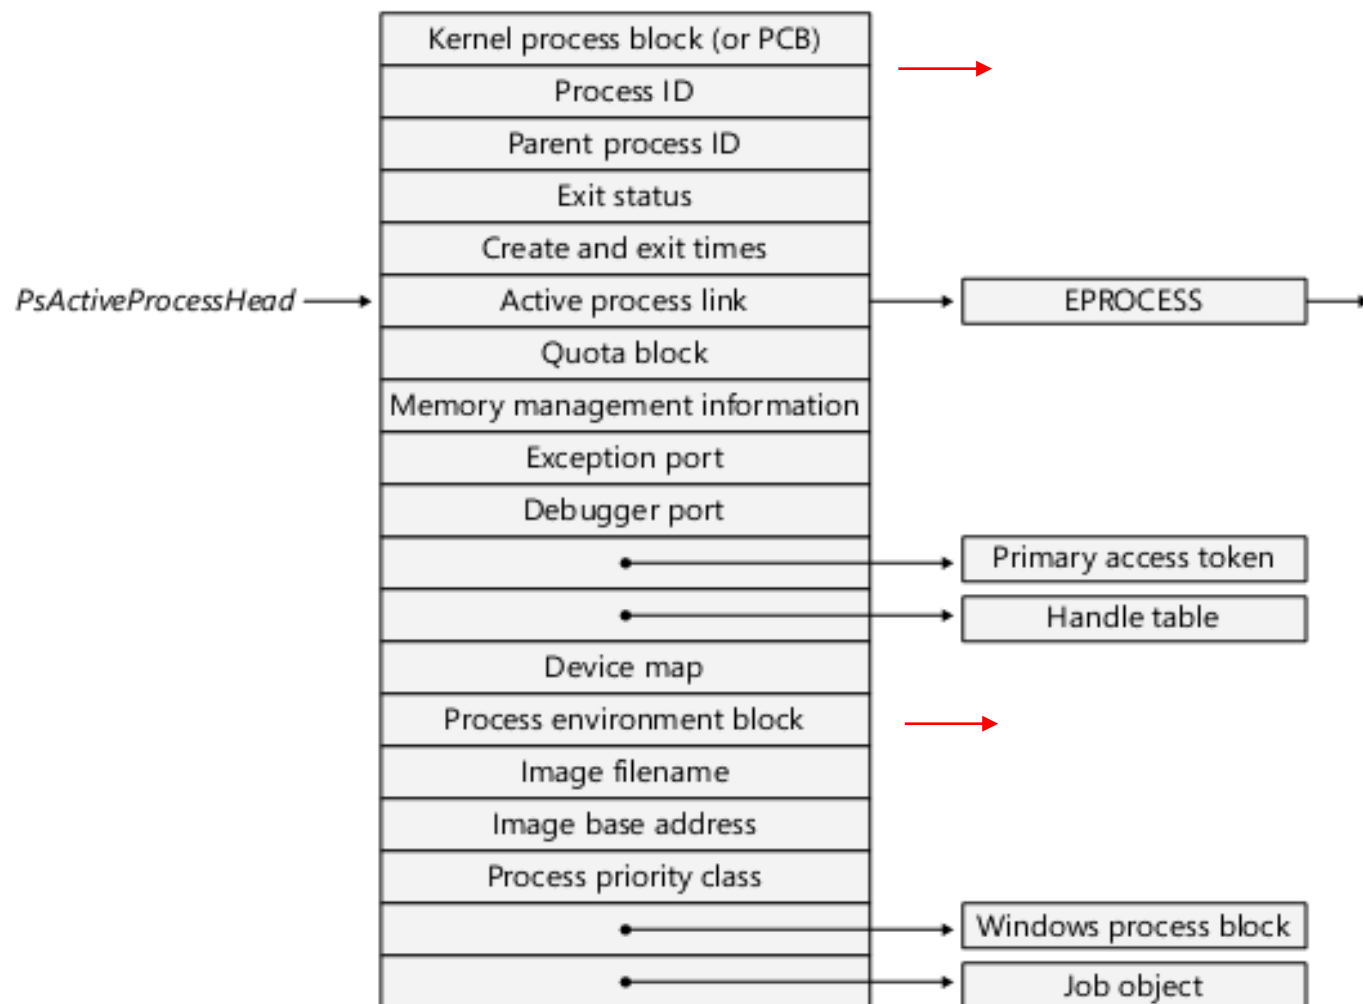 Kernel process block (or PCB)
Process ID
Parent process ID
Exit status
Create and exit times
PsActiveProcessHead
Active process link
EPROCESS
Quota block
Memory management information
Exception port
Debugger port
Primary access token
Handle table
Device map
Process environment block
Image filename
Image base address
Process priority class
Windows process block
Job object